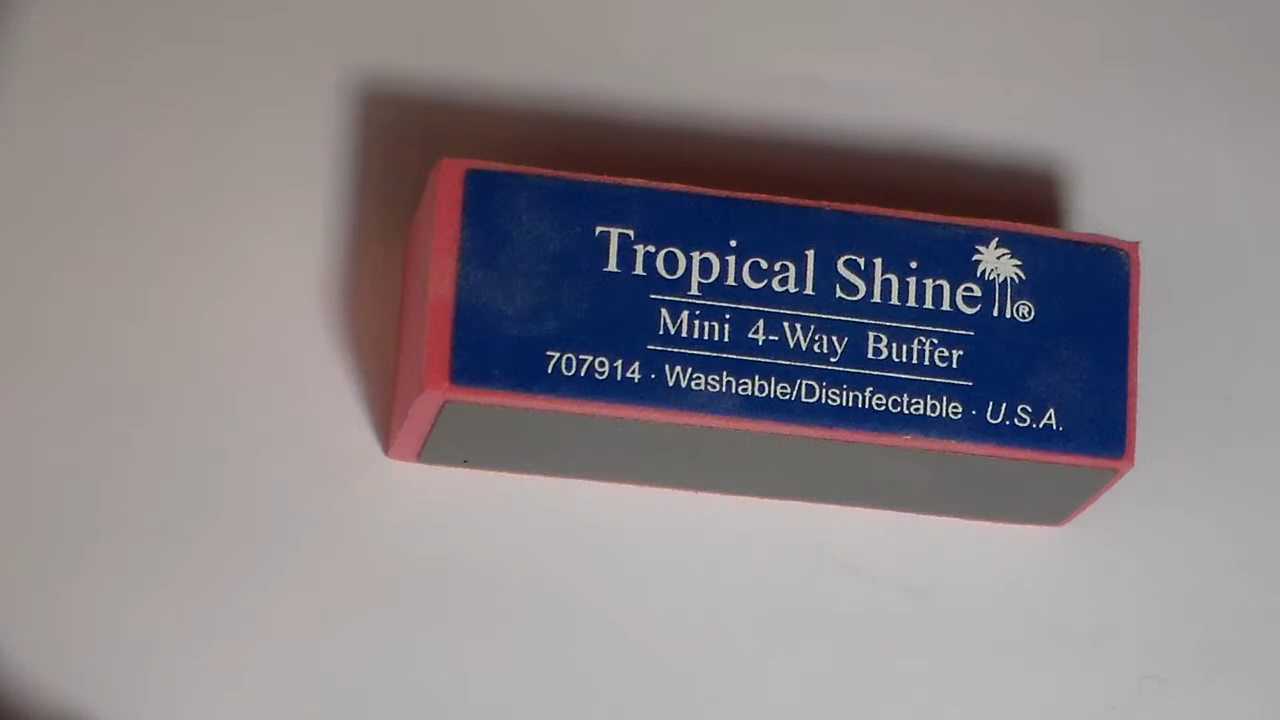 Tropical Shine®
Mini 4-Way Buffer
707914 · Washable/Disinfectable · U.S.A.